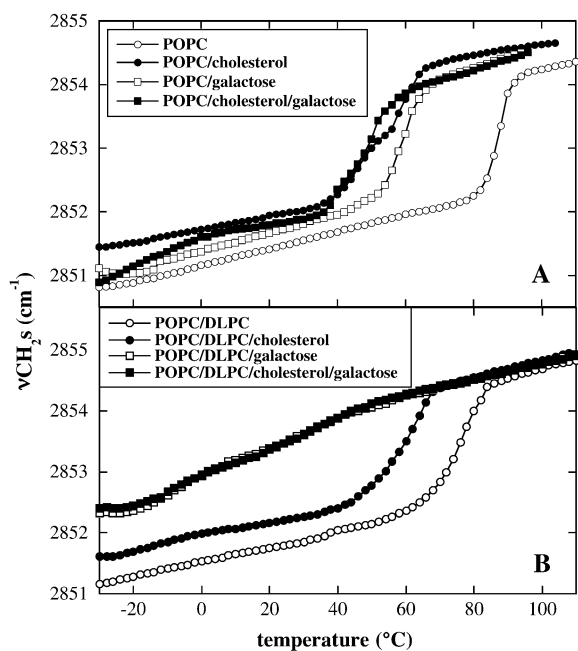 2855
2854
2853
2852
2851
POPC
POPC/cholesterol
POPC/galactose
POPC/cholesterol/galactose
A
νCH2s (cm-1)
2855
2854
2853
2852
2851
POPC/DLPC
POPC/DLPC/cholesterol
POPC/DLPC/galactose
POPC/DLPC/cholesterol/galactose
B
-20 0 20 40 60 80 100
temperature (°C)